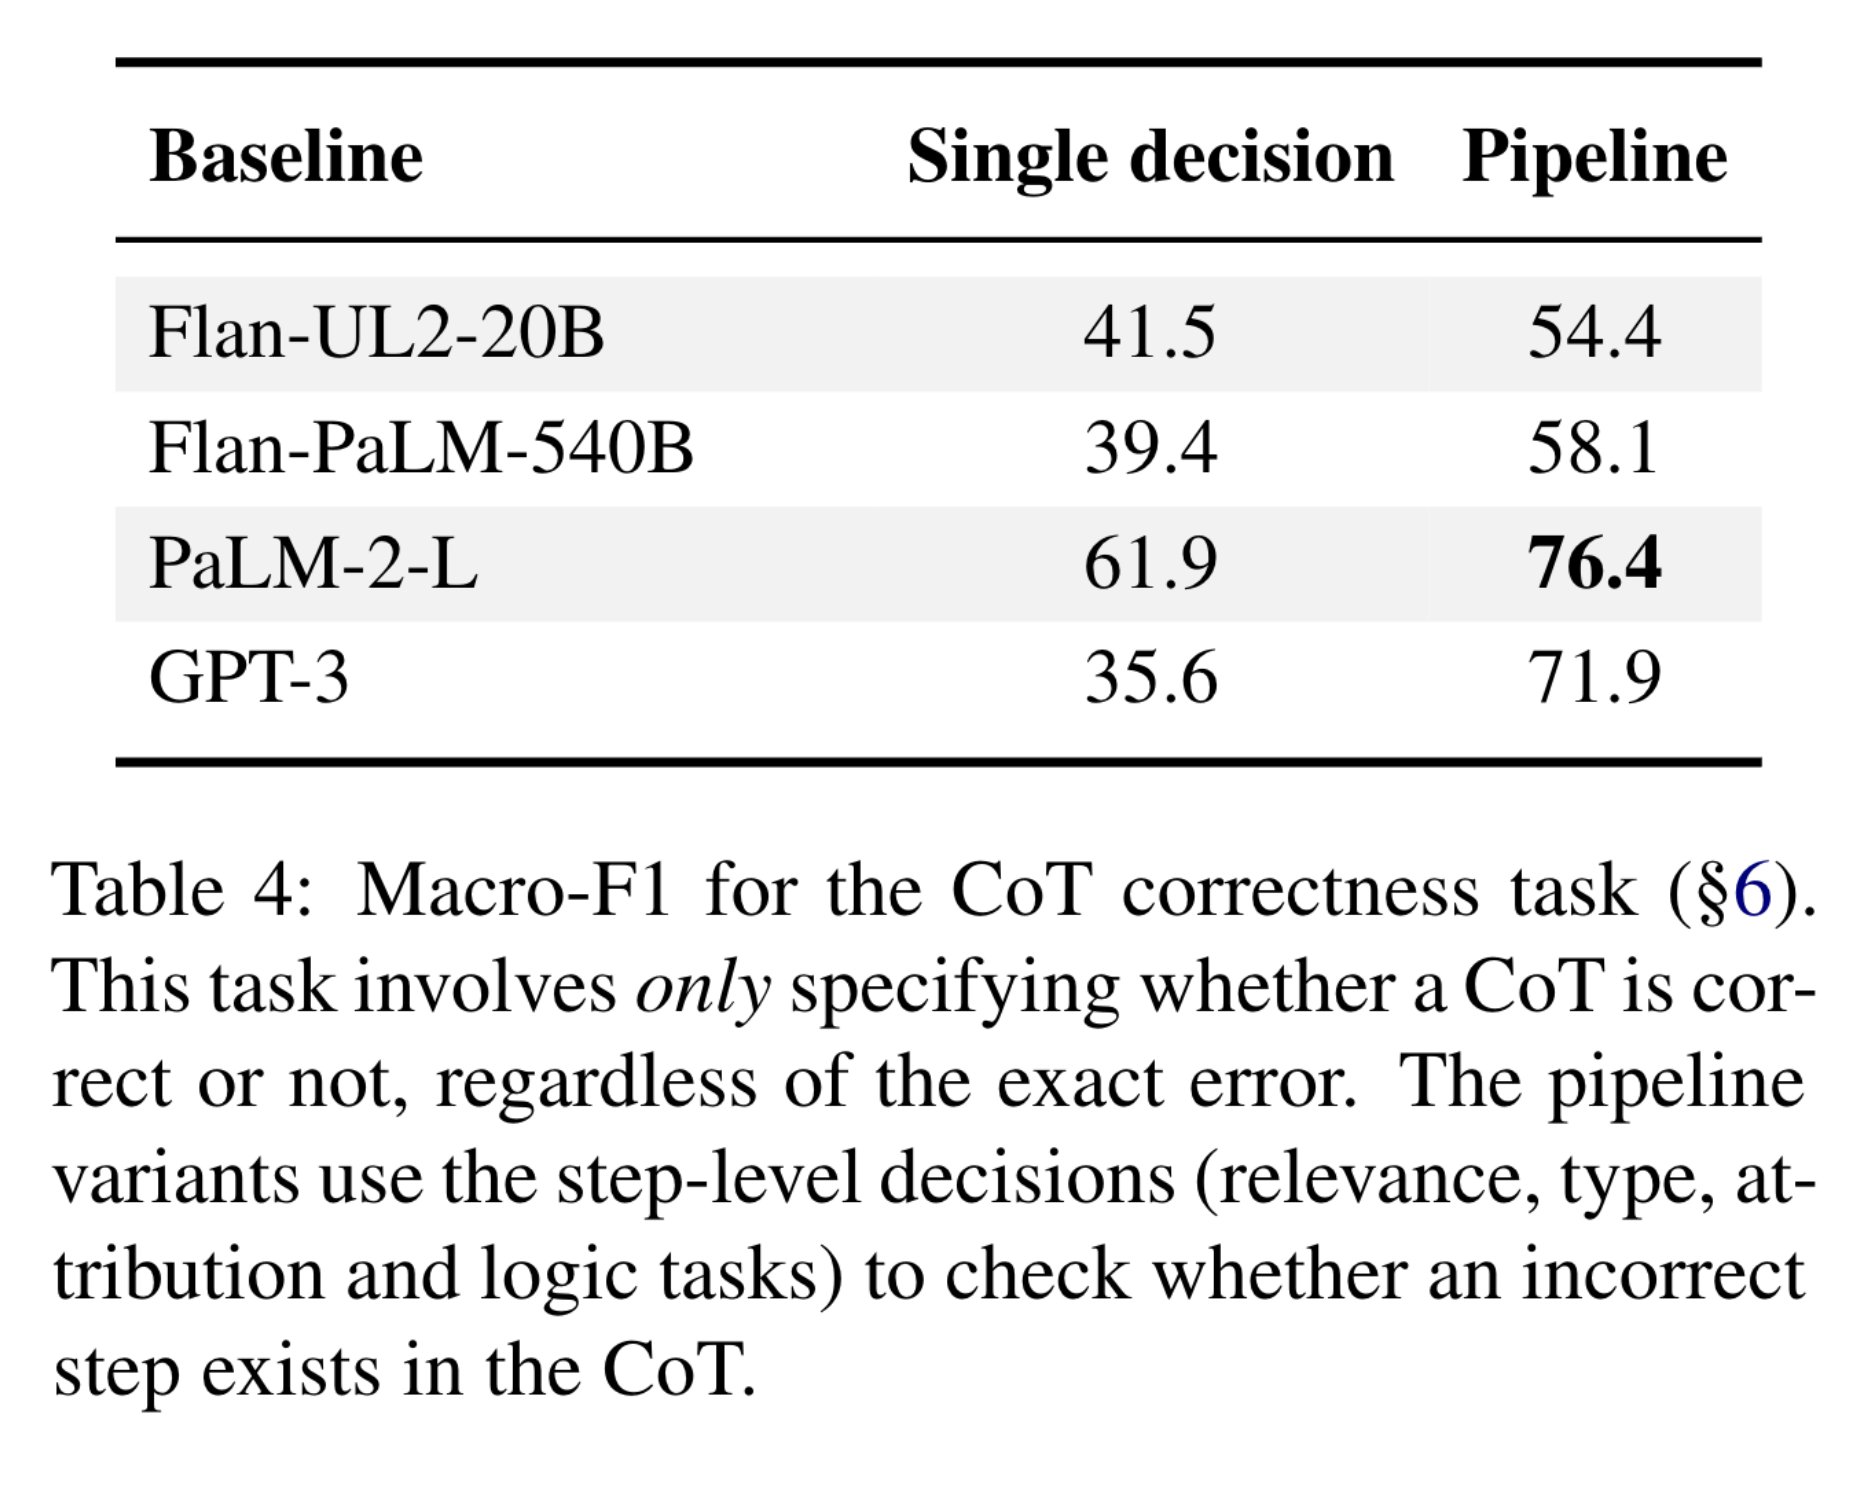 Baseline Single decision Pipeline
Flan-UL2-20B 41.5 54.4
Flan-PaLM-540B 39.4 58.1
PaLM-2-L 61.9 76.4
GPT-3 35.6 71.9
Table 4: Macro-F1 for the CoT correctness task (§6).
This task involves only specifying whether a CoT is cor-
rect or not, regardless of the exact error. The pipeline
variants use the step-level decisions (relevance, type, at-
tribution and logic tasks) to check whether an incorrect
step exists in the CoT.